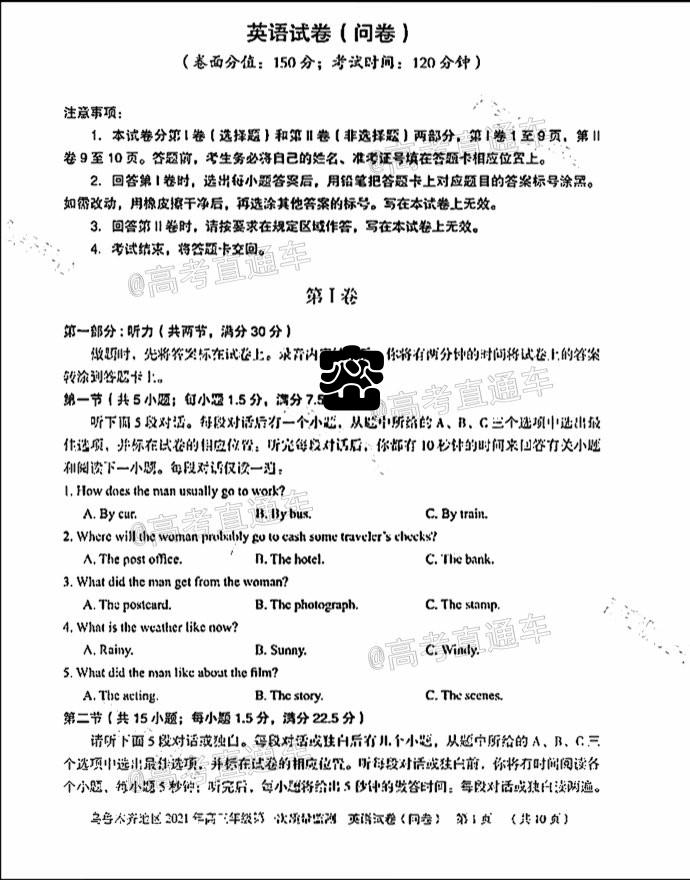 英语试卷（问卷）
（卷面分值：150分；考试时间：120分钟）
注意事项：
1. 本试卷分第Ⅰ卷（选择题）和第Ⅱ卷（非选择题）两部分，第Ⅰ卷1至9页，第Ⅱ
卷9至10页。答题前，考生务必将自己的姓名、准考证号填在答题卡相应位置上。
2. 回答第Ⅰ卷时，选出每小题答案后，用铅笔把答题卡上对应题目的答案标号涂黑。
如需改动，用橡皮擦干净后，再选涂其他答案的标号。写在本试卷上无效。
3. 回答第Ⅱ卷时，请按要求在规定区域作答，写在本试卷上无效。
4. 考试结束，将答题卡交回。
@高考直通车
第Ⅰ卷
第一部分：听力（共两节，满分30分）
做题时，先将答案标在试卷上。录音内 你将有两分钟的时间将试卷上的答案
转涂到答题卡上。
密
@高考直通车
第一节（共5小题；每小题1.5分，满分7.5
听下面5段对话。每段对话后有一个小题，从题中所给的A、B、C三个选项中选出最
佳选项，并标在试卷的相应位置。听完每段对话后，你都有10秒钟的时间来回答有关小题
和阅读下一小题。每段对话仅读一遍。
1. How does the man usually go to work?
A. By car. B. By bus. C. By train.
@高考直通车
2. Where will the woman probably go to cash some traveler's checks?
A. The post office. B. The hotel. C. The bank.
3. What did the man get from the woman?
A. The postcard. B. The photograph. C. The stamp.
4. What is the weather like now?
A. Rainy. B. Sunny. C. Windy.
@高考直通车
5. What did the man like about the film?
A. The acting. B. The story. C. The scenes.
第二节（共15小题；每小题1.5分，满分22.5分）
请听下面5段对话或独白。每段对话或独白后有几个小题，从题中所给的A、B、C三
个选项中选出最佳选项，并标在试卷的相应位置。听每段对话或独白前，你将有时间阅读各
个小题，每小题5秒钟；听完后，每小题将给出5秒钟的做答时间。每段对话或独白读两遍。
乌鲁木齐地区2021年高三年级第一次质量监测 英语试卷（问卷） 第1页 （共10页）